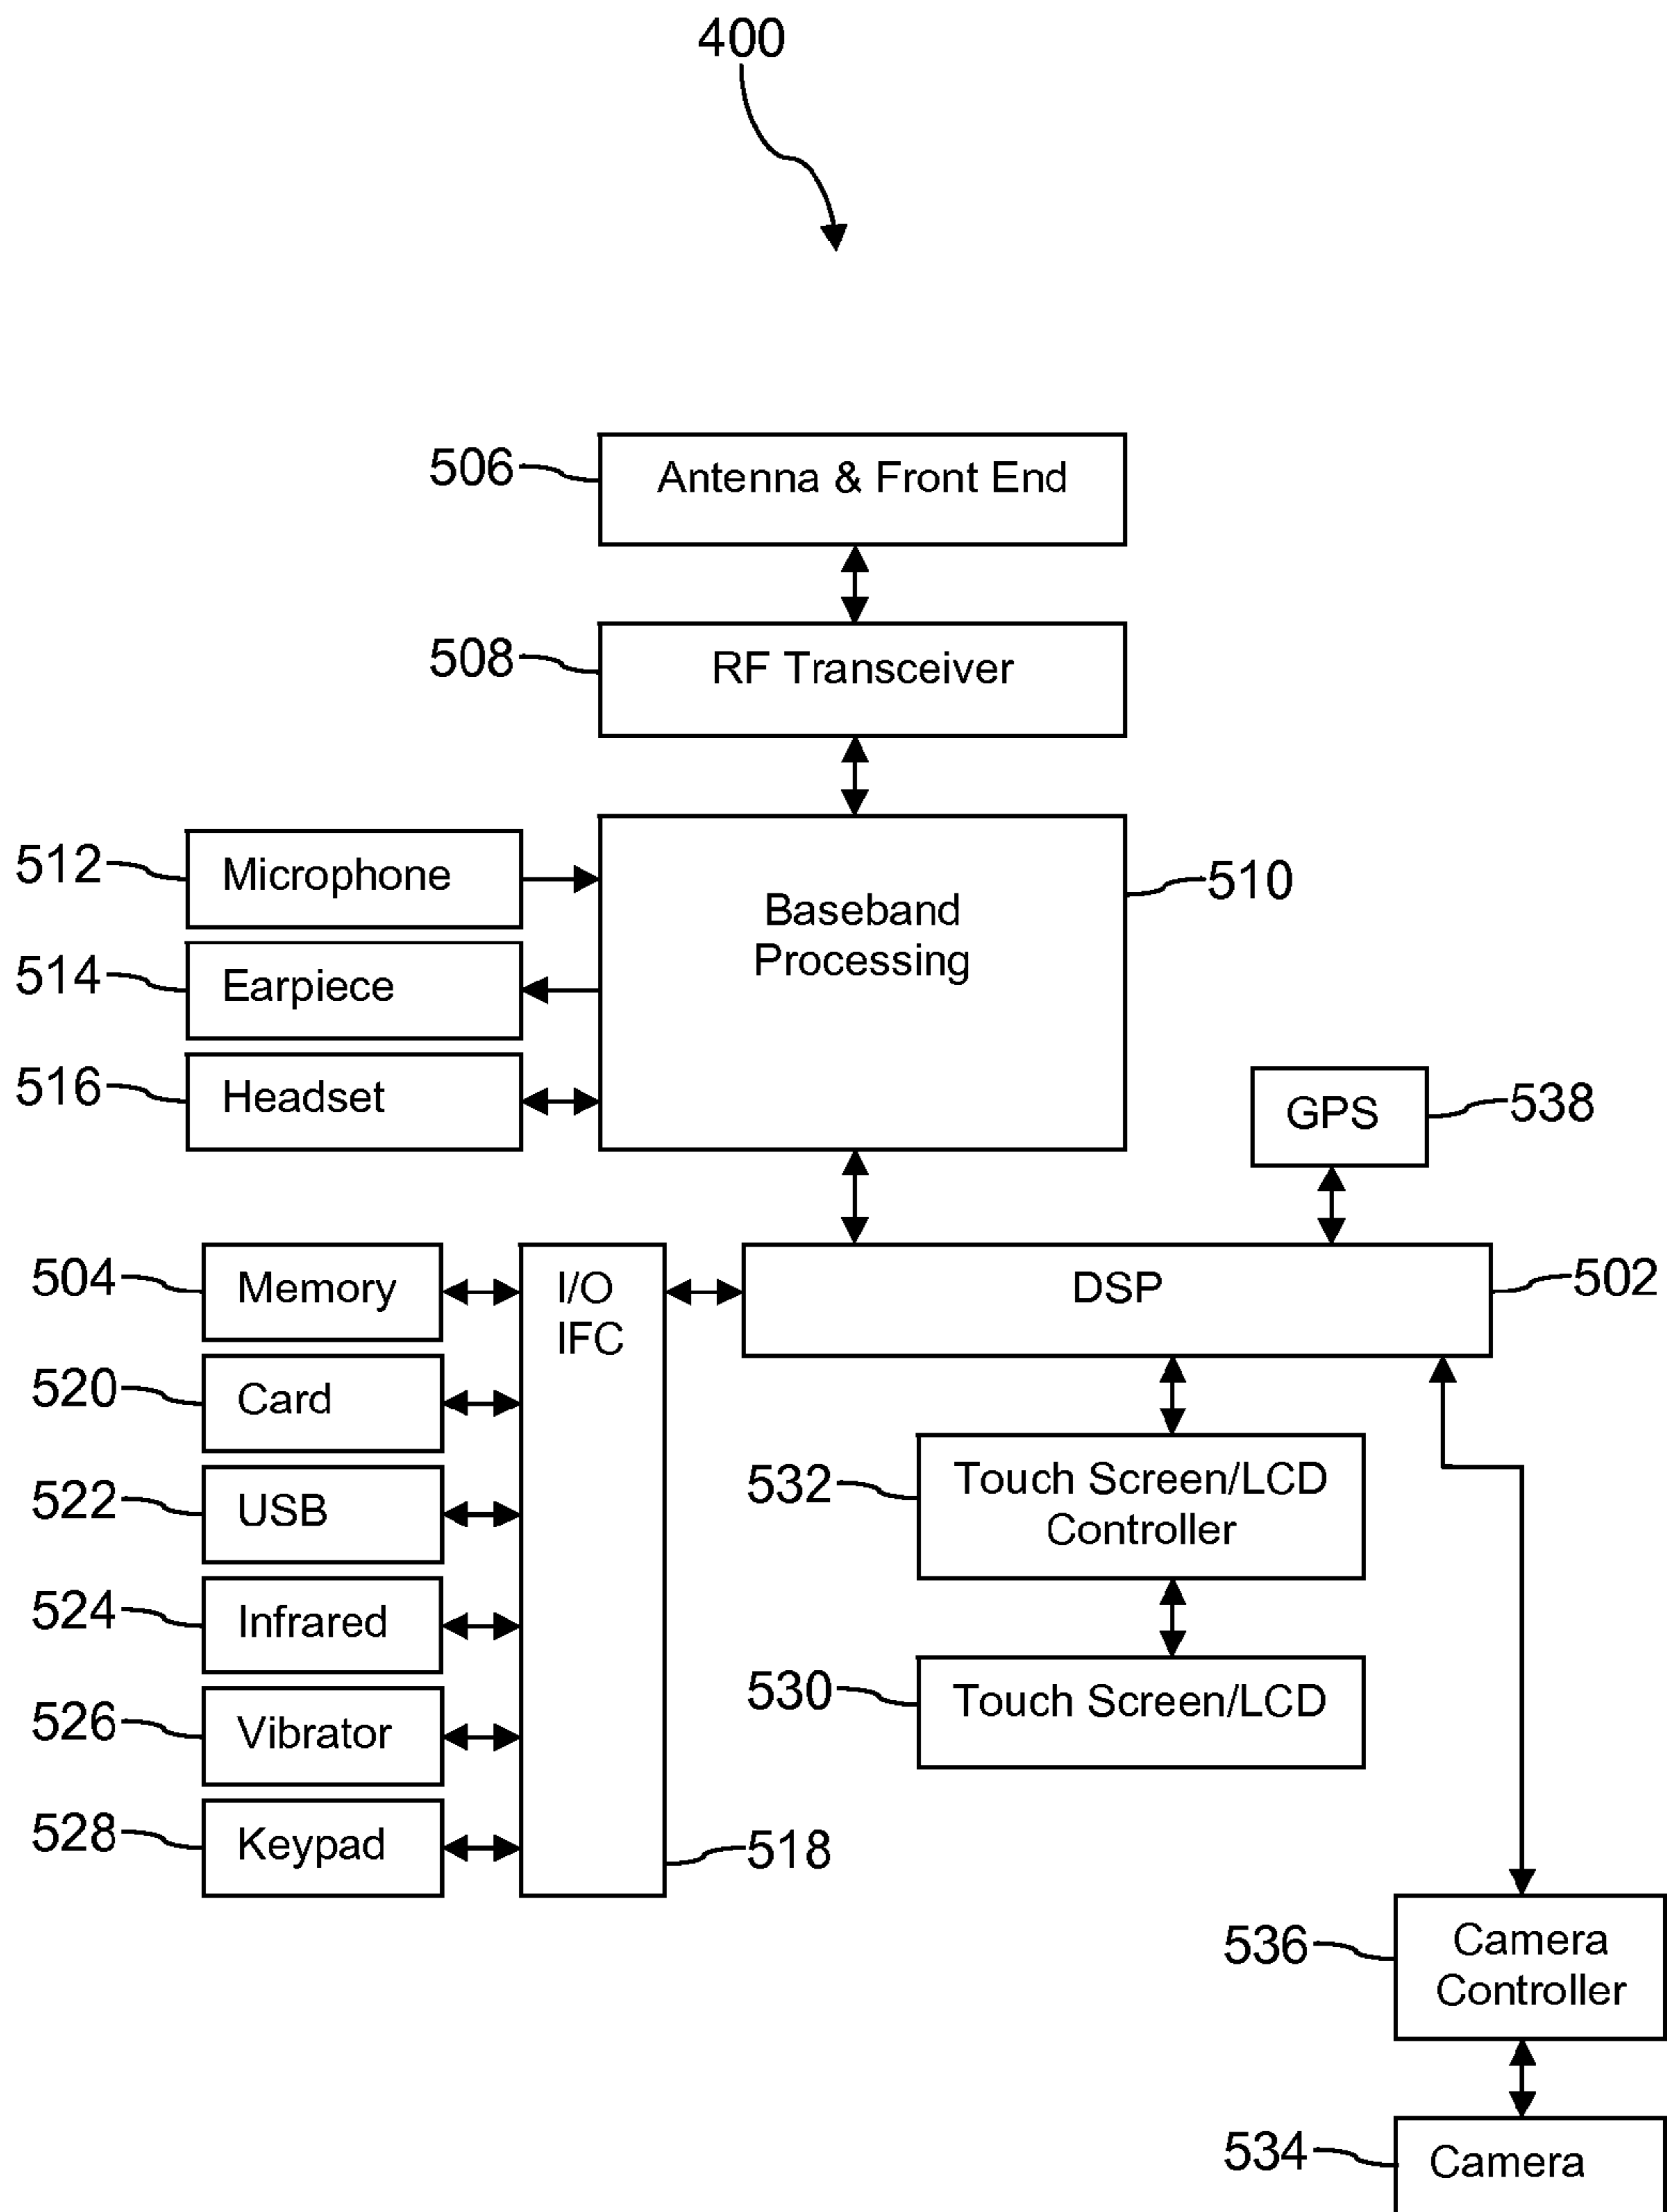 400
506
Antenna & Front End
508
RF Transceiver
512
Microphone
Baseband
Processing
510
514
Earpiece
516
Headset
GPS
538
504
Memory
I/O
IFC
DSP
502
520
Card
522
USB
532
Touch Screen/LCD
Controller
524
Infrared
526
Vibrator
530
Touch Screen/LCD
528
Keypad
518
536
Camera
Controller
534
Camera